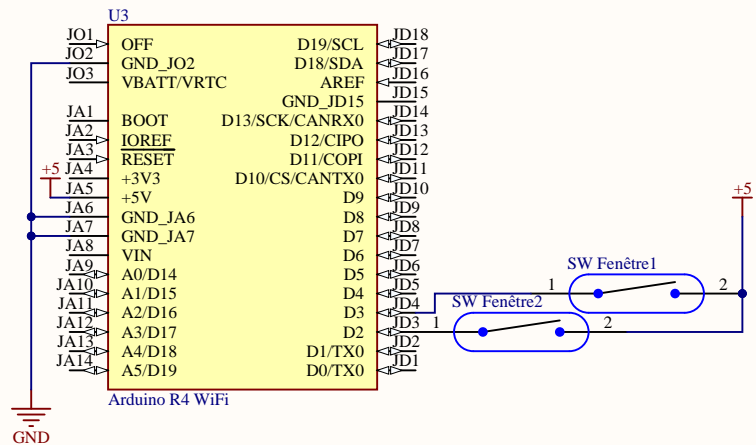 U3
JO1 OFF D19/SCL JD18
JO2 GND_JO2 D18/SDA JD17
JO3 VBATT/VRTC AREF JD16
GND_JD15 JD15
JA1 BOOT D13/SCK/CANRX0 JD14
JA2 IOREF D12/CIPO JD13
JA3 RESET D11/COPI JD12
JA4 +3V3 D10/CS/CANTX0 JD11
+5 JA5 +5V D9 JD10 +5
JA6 GND_JA6 D8 JD9
JA7 GND_JA7 D7 JD8
JA8 VIN D6 JD7
JA9 A0/D14 D5 JD6 SW Fenêtre1
JA10 A1/D15 D4 JD5 1 2
JA11 A2/D16 D3 JD4 SW Fenêtre2
JA12 A3/D17 D2 JD3 1 2
JA13 A4/D18 D1/TX0 JD2
JA14 A5/D19 D0/TX0 JD1
Arduino R4 WiFi
GND